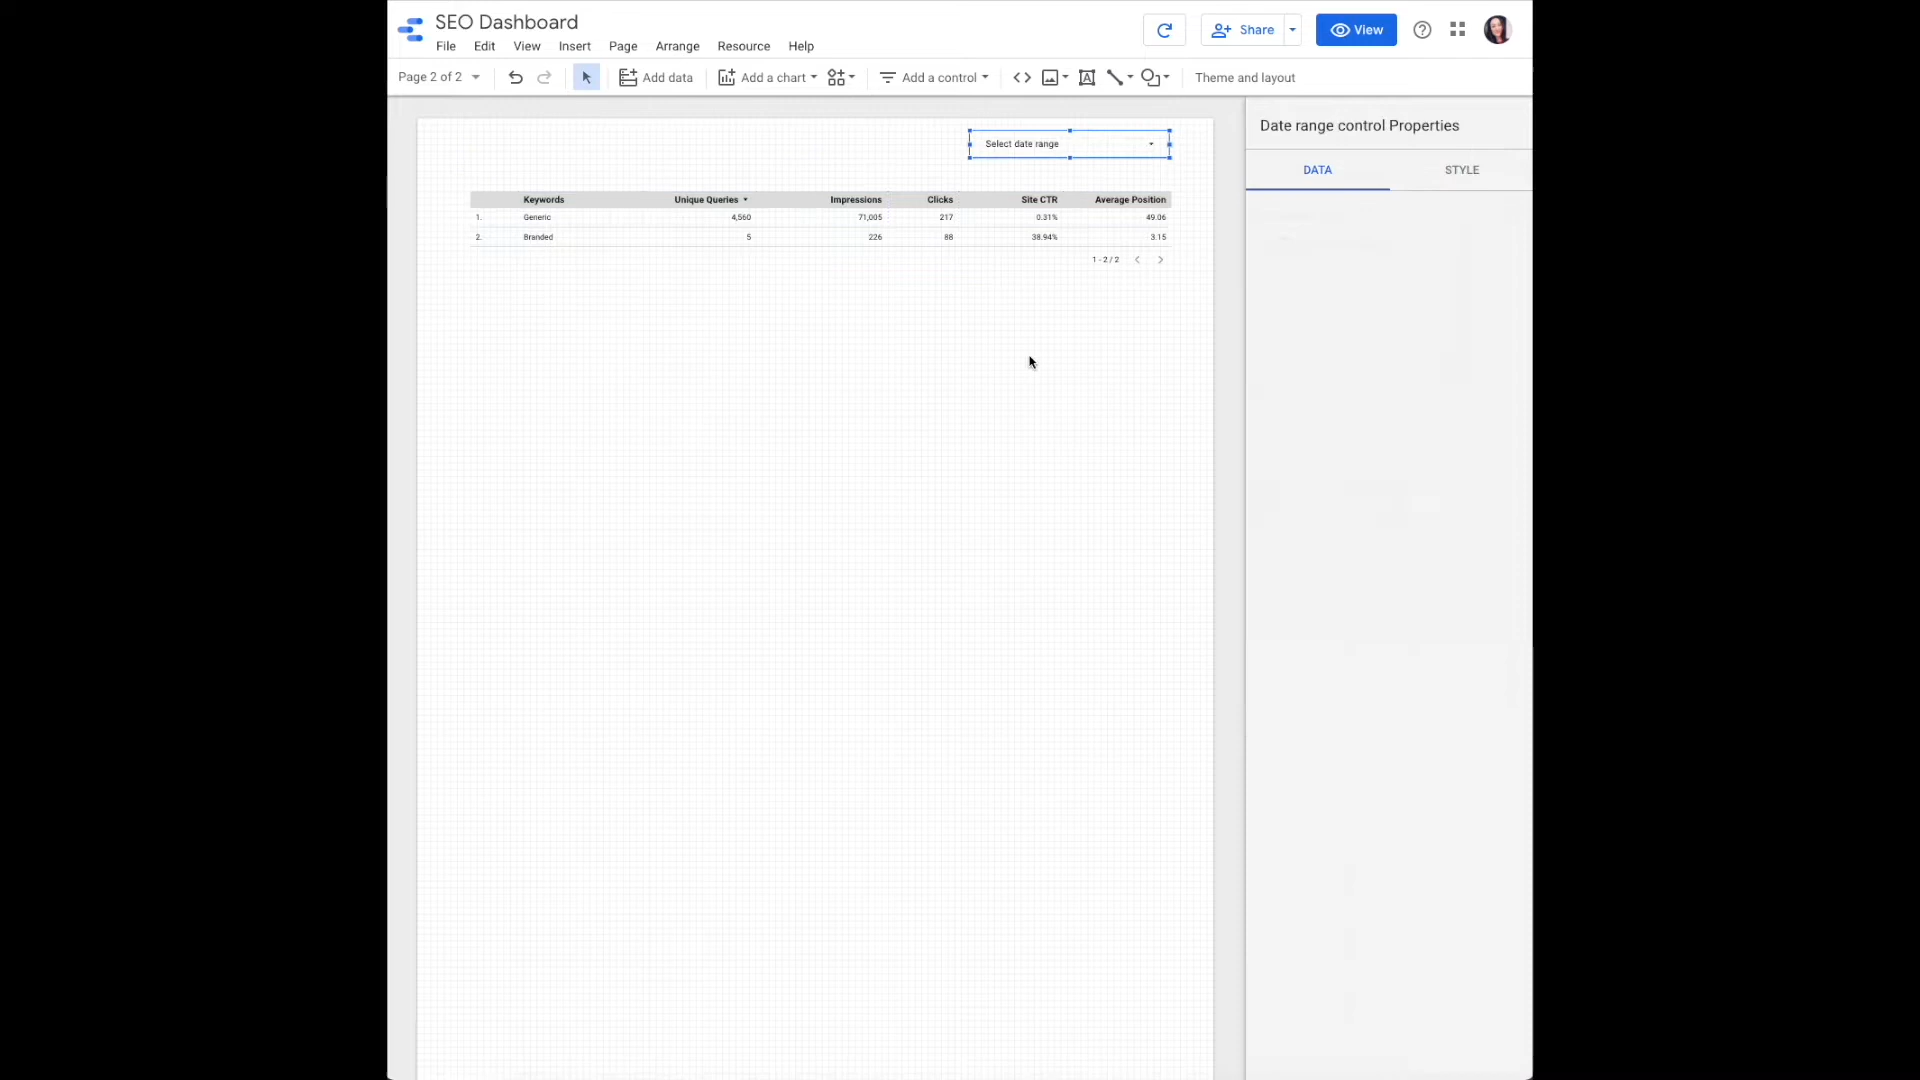 SEO Dashboard
File Edit View Insert Page Arrange Resource Help
Share
View
Page 2 of 2
Add data
Add a chart
Add a control
Theme and layout
Date range control Properties
DATA STYLE
Select date range
Keywords Unique Queries Impressions Clicks Site CTR Average Position
1. Generic 4,560 71,005 217 0.31% 49.06
2. Branded 5 226 88 38.94% 3.15
1 - 2 / 2